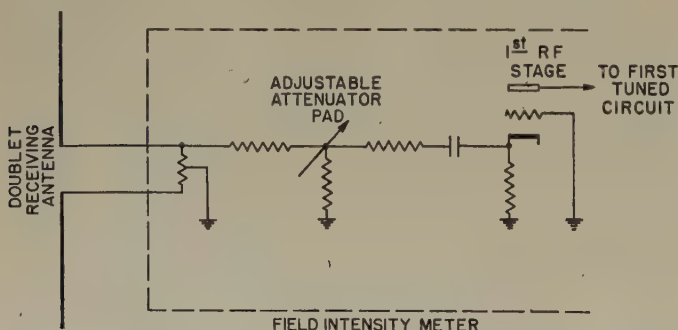 1st RF
STAGE
TO FIRST
TUNED
CIRCUIT
ADJUSTABLE
ATTENUATOR
PAD
DOUBLET
RECEIVING
ANTENNA
FIELD INTENSITY METER